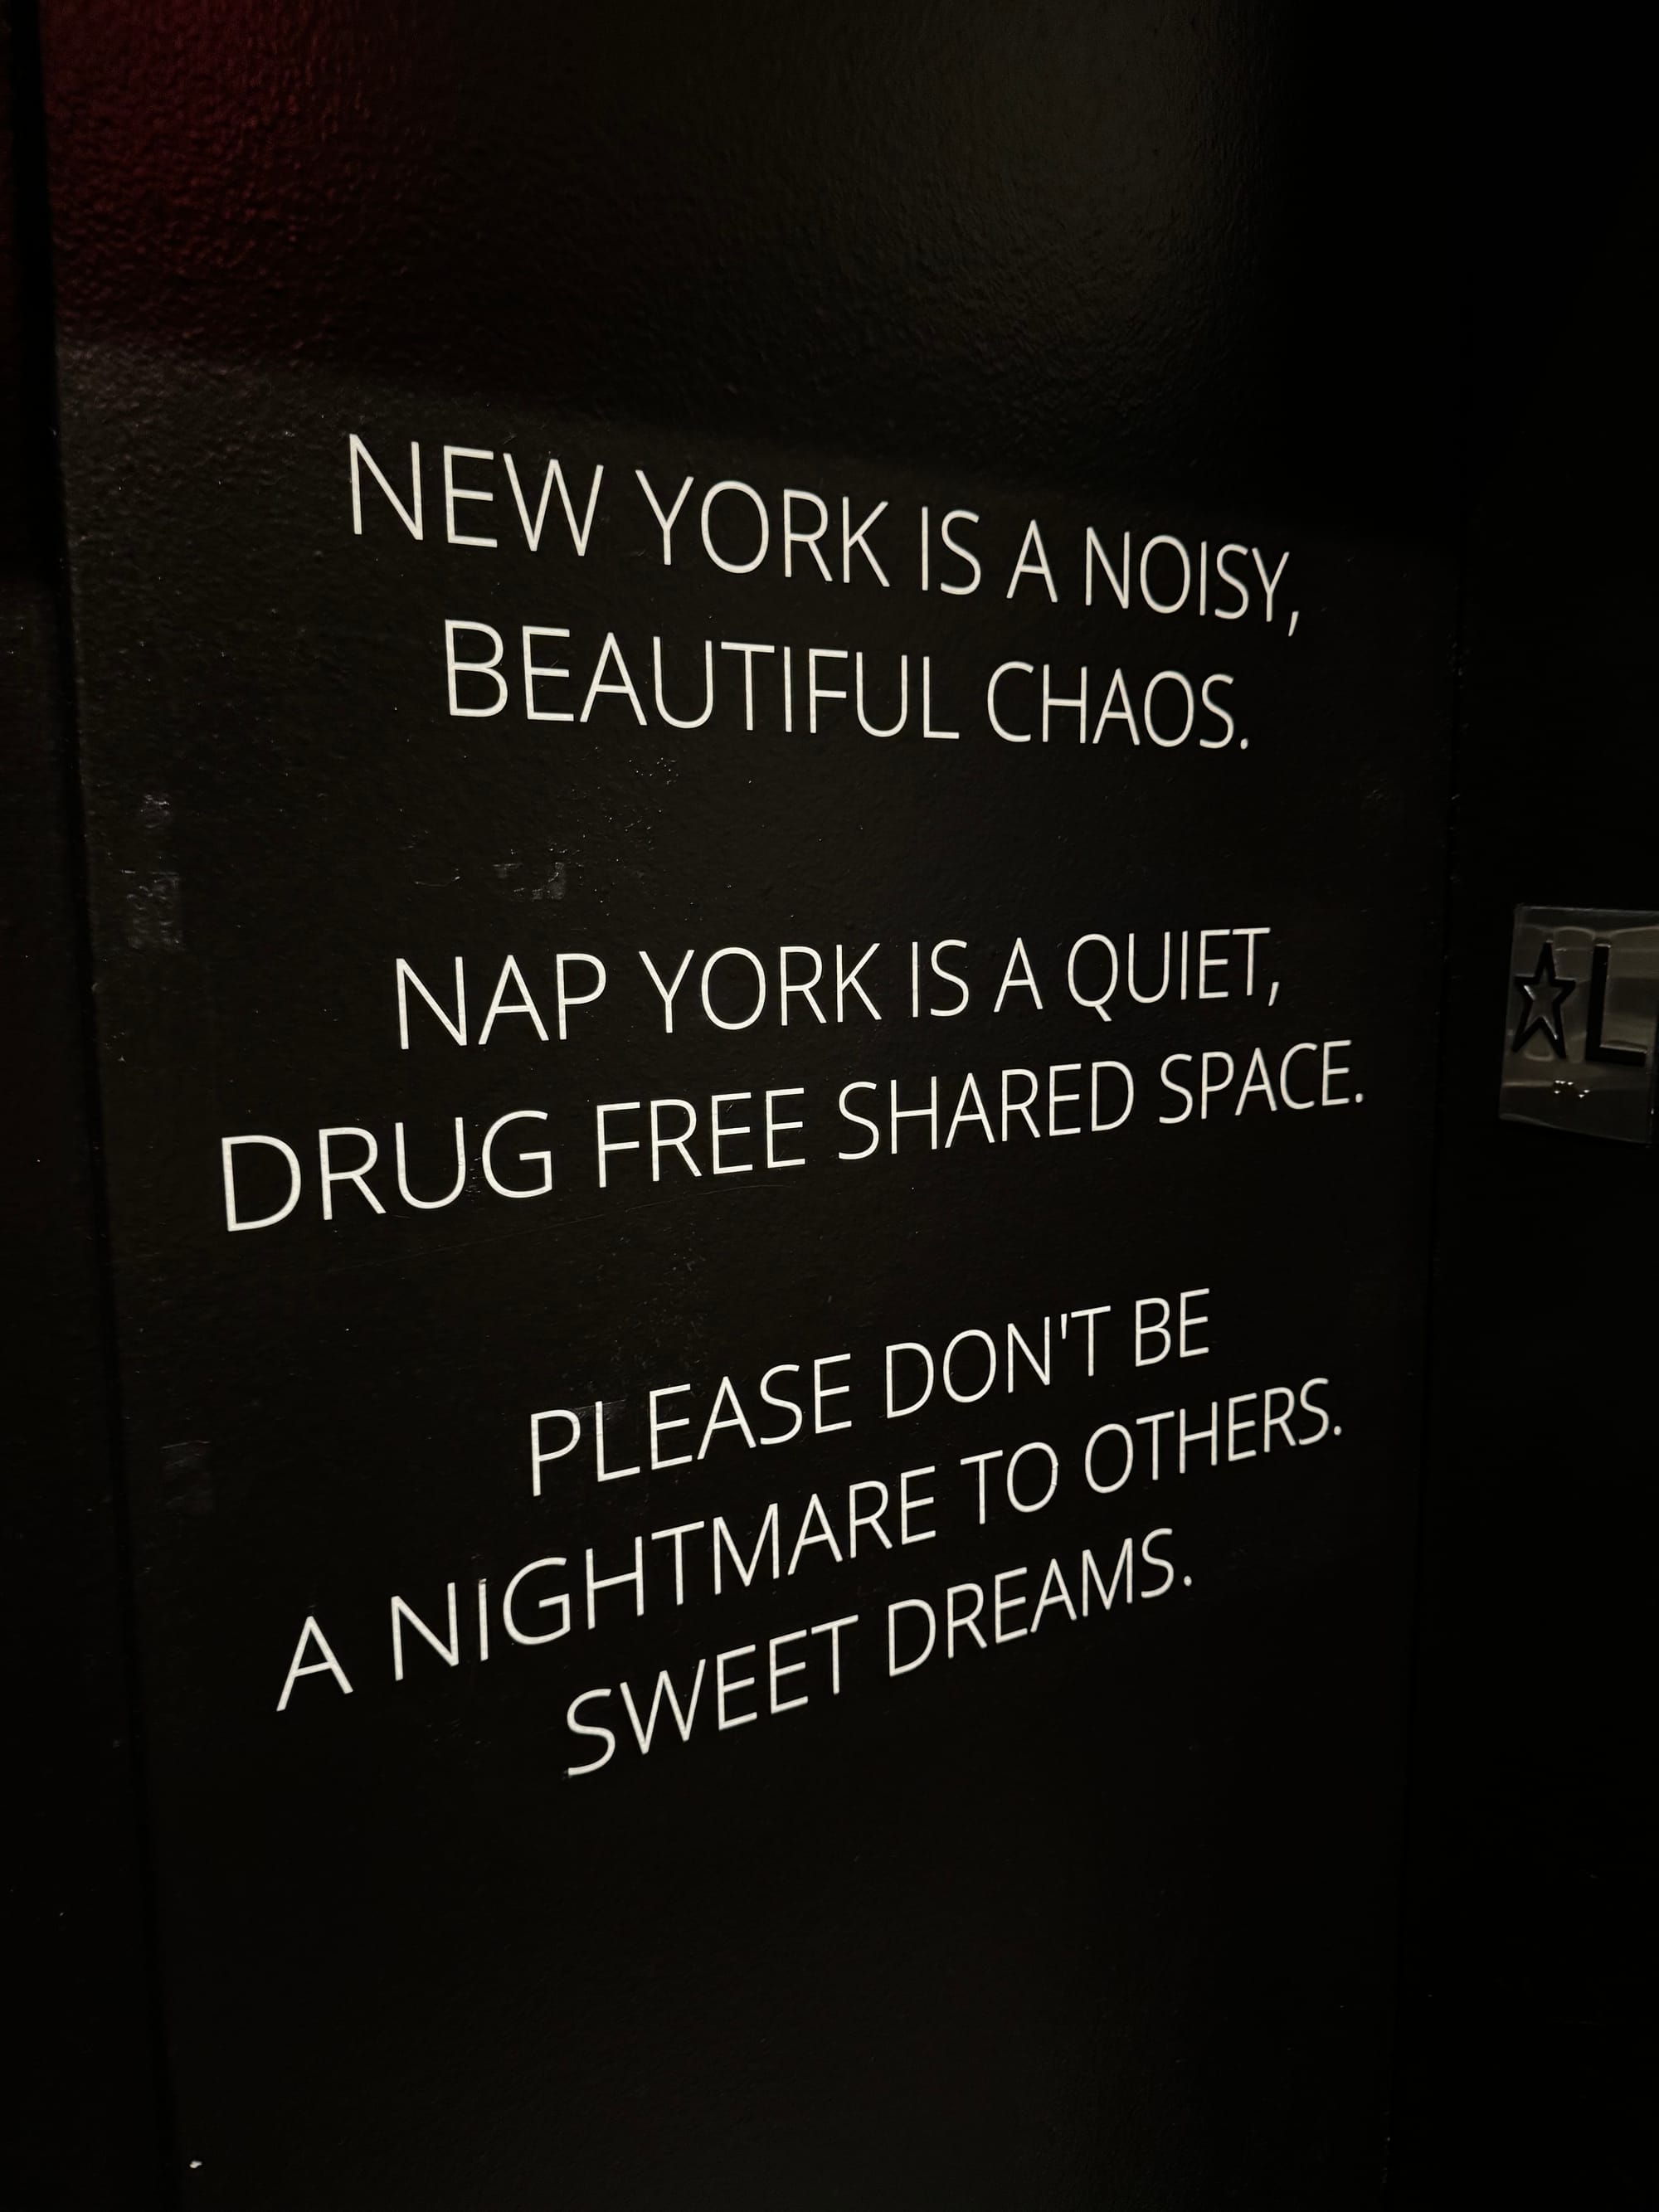 NEW YORK IS A NOISY,
BEAUTIFUL CHAOS.
NAP YORK IS A QUIET,
DRUG FREE SHARED SPACE.
PLEASE DON'T BE
A NIGHTMARE TO OTHERS.
SWEET DREAMS.
★L